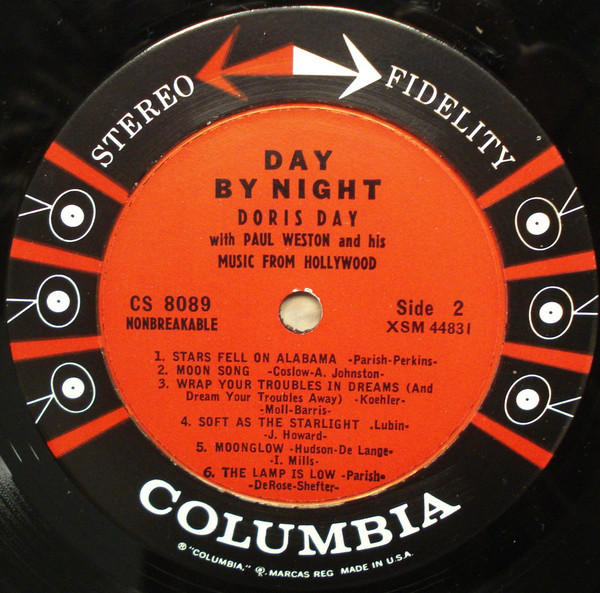 STEREO FIDELITY
DAY
BY NIGHT
DORIS DAY
with PAUL WESTON and his
MUSIC FROM HOLLYWOOD
CS 8089 Side 2
NONBREAKABLE XSM 44831
1. STARS FELL ON ALABAMA -Parish-Perkins-
2. MOON SONG -Coslow-A. Johnston-
3. WRAP YOUR TROUBLES IN DREAMS (And
Dream Your Troubles Away) -Koehler-
-Moll-Barris-
4. SOFT AS THE STARLIGHT -Lubin-
-J. Howard-
5. MOONGLOW -Hudson-De Lange-
-I. Mills-
6. THE LAMP IS LOW -Parish-
-DeRose-Shefter-
COLUMBIA
® "COLUMBIA," ®, MARCAS REG MADE IN U.S.A.